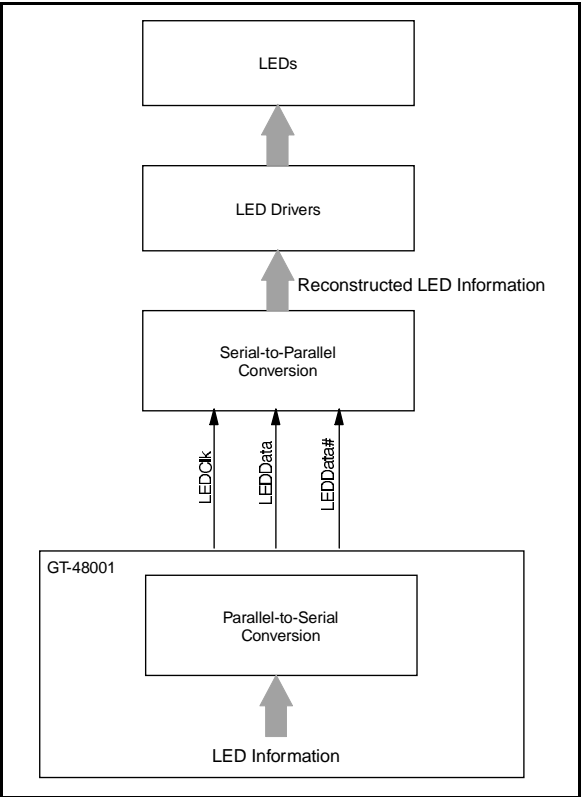 LEDs
LED Drivers
Reconstructed LED Information
Serial-to-Parallel
Conversion
LEDClk
LEDData
LEDData#
GT-48001
Parallel-to-Serial
Conversion
LED Information